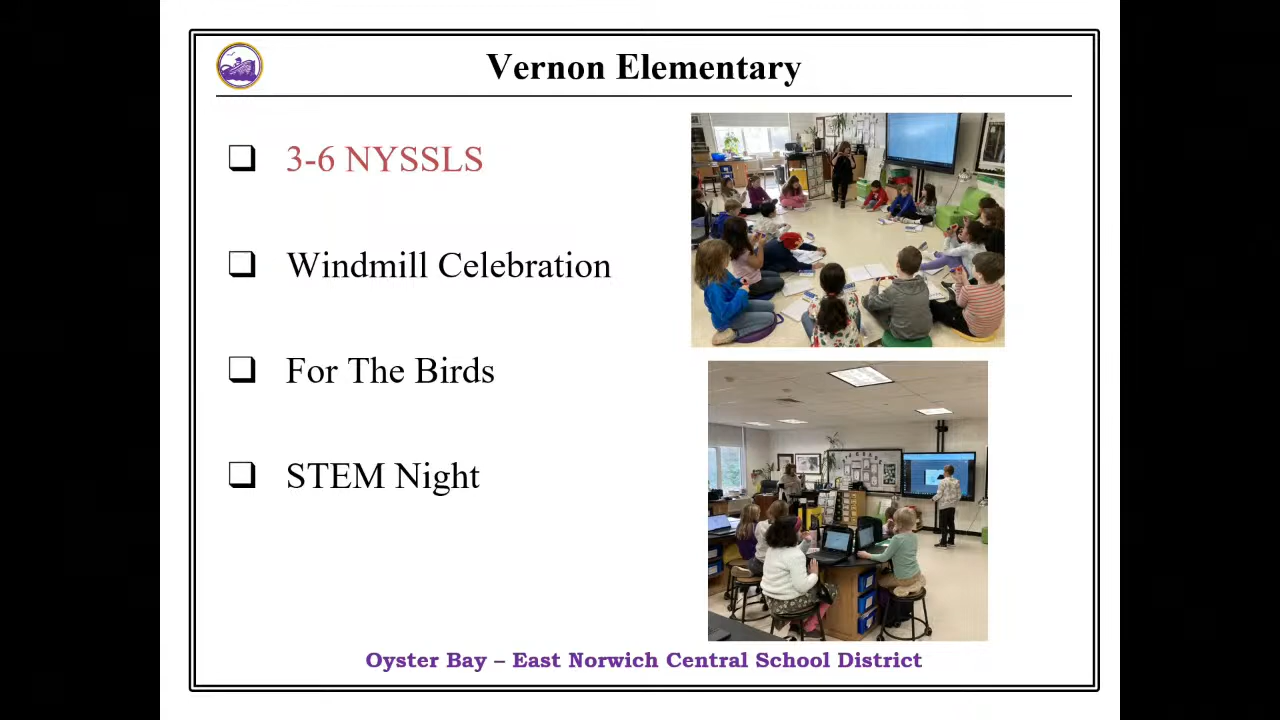 Vernon Elementary
3-6 NYSSLS
Windmill Celebration
For The Birds
STEM Night
Oyster Bay – East Norwich Central School District